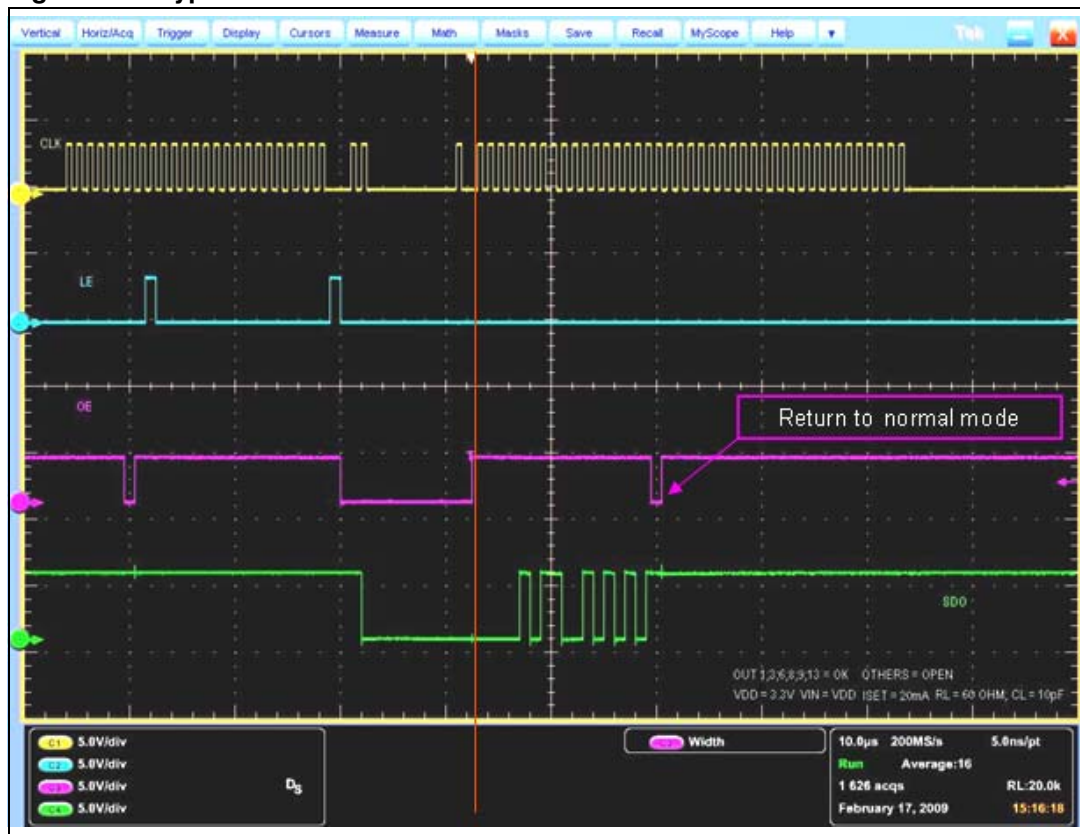 Vertical Horiz/Acq Trigger Display Cursors Measure Math Masks Save Recall MyScope Help Tek
CLK
LE
OE
Return to normal mode
SDO
OUT 1,3,6,8,9,13 = OK OTHERS = OPEN
VDD = 3.3V VIN = VDD ISET = 20mA RL = 60 OHM, CL = 10pF
C1 5.0V/div
C2 5.0V/div
C3 5.0V/div
C4 5.0V/div
DS
Width
10.0µs 200MS/s 5.0ns/pt
Run Average:16
1 626 acqs RL:20.0k
February 17, 2009 15:16:18